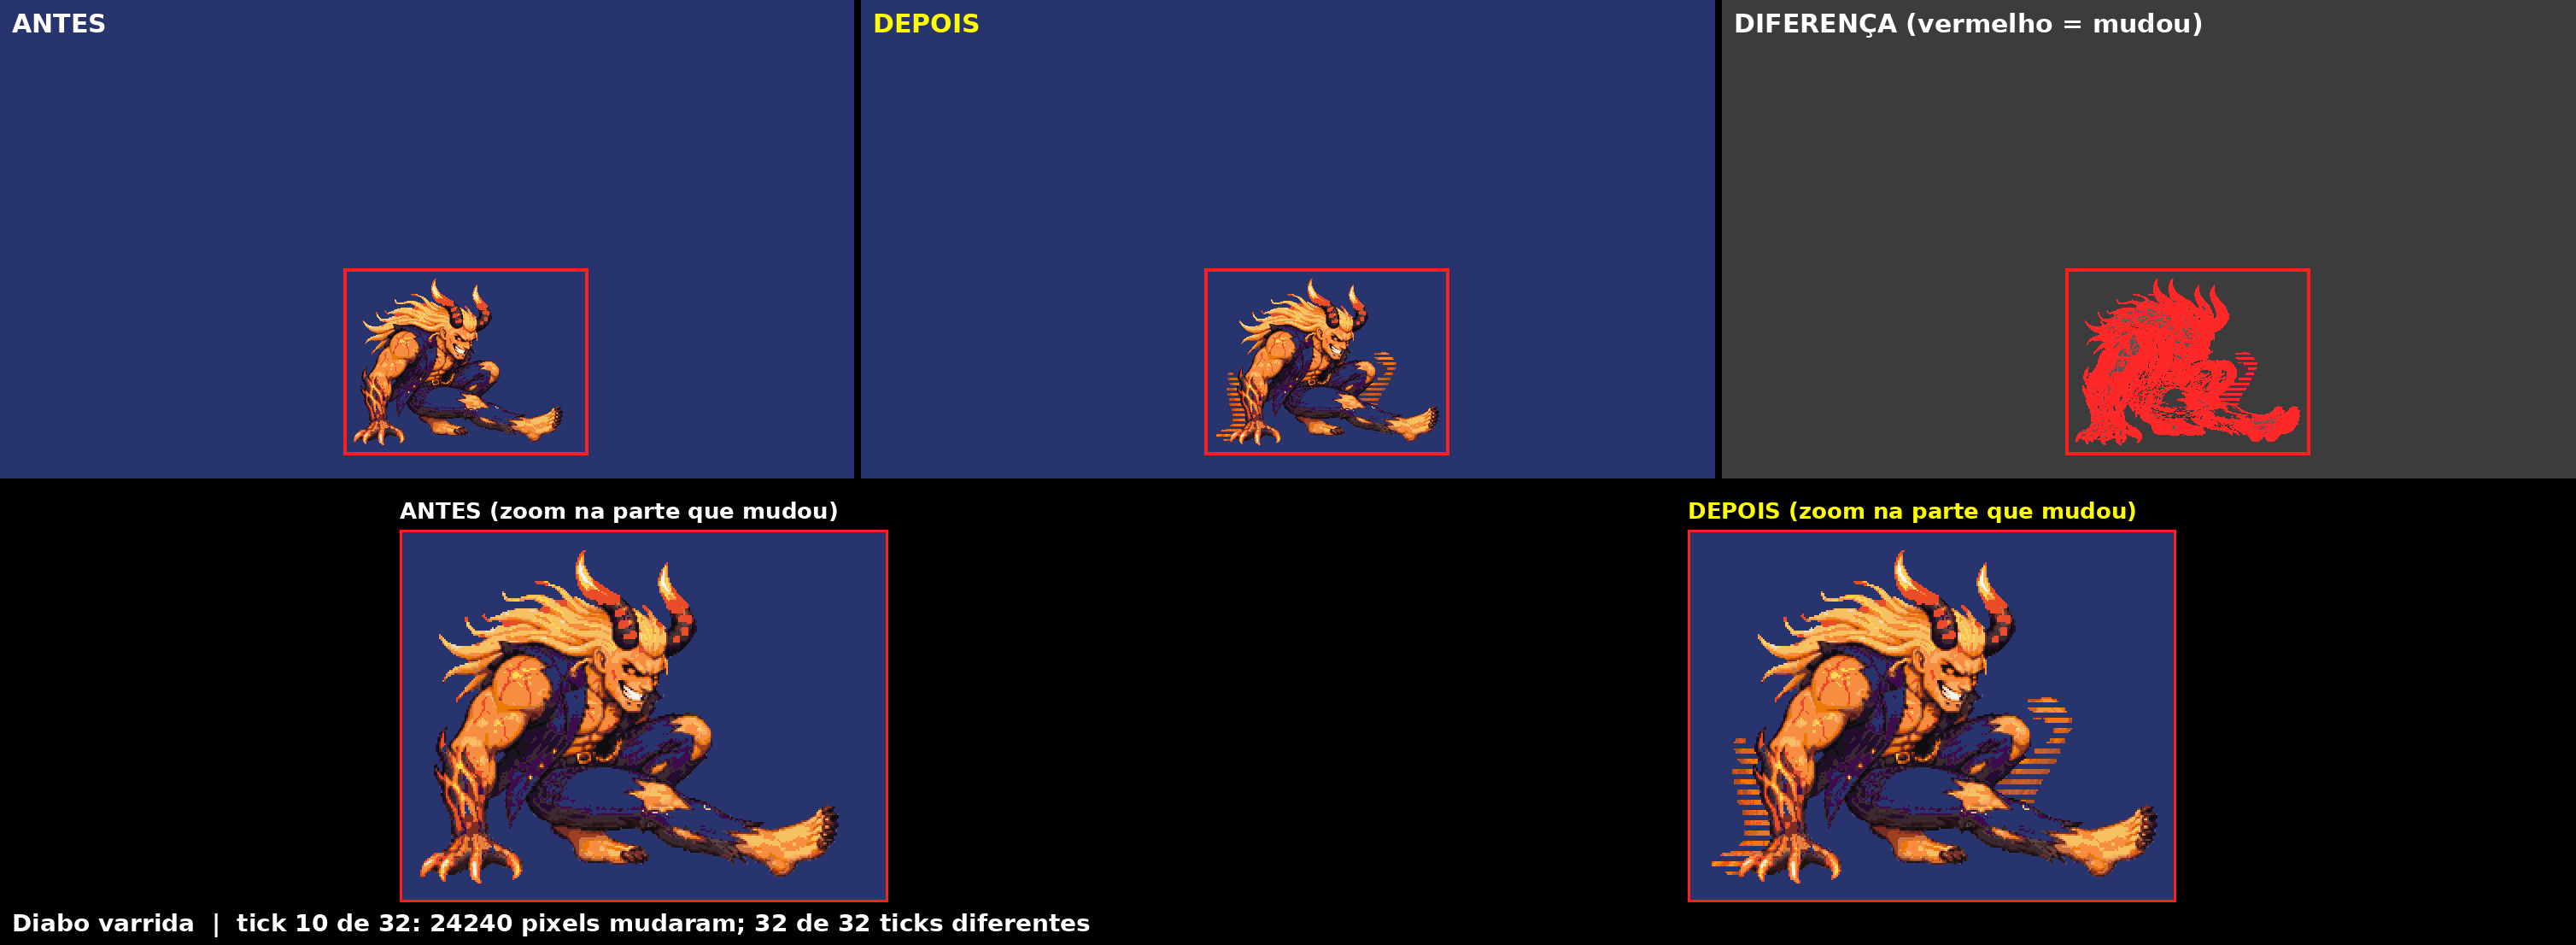 ANTES
DEPOIS
DIFERENÇA (vermelho = mudou)
ANTES (zoom na parte que mudou)
DEPOIS (zoom na parte que mudou)
Diabo varrida | tick 10 de 32: 24240 pixels mudaram; 32 de 32 ticks diferentes